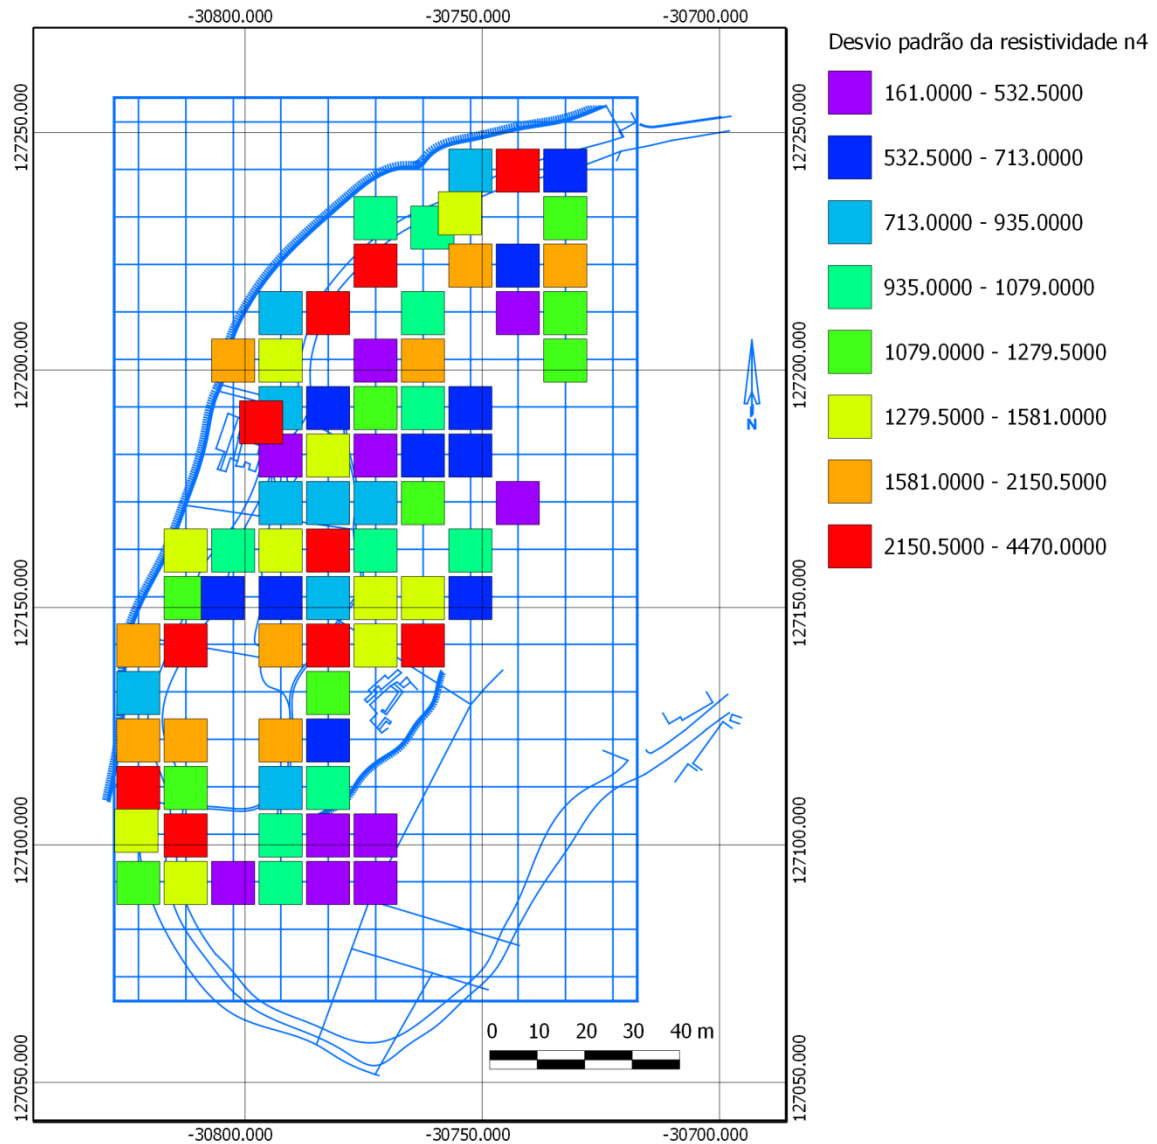 -30800.000 -30750.000 -30700.000
Desvio padrão da resistividade n4
161.0000 - 532.5000
532.5000 - 713.0000
713.0000 - 935.0000
935.0000 - 1079.0000
1079.0000 - 1279.5000
1279.5000 - 1581.0000
1581.0000 - 2150.5000
2150.5000 - 4470.0000
127250.000 127250.000
127200.000 127200.000
N
127150.000 127150.000
127100.000 127100.000
0 10 20 30 40 m
127050.000 127050.000
-30800.000 -30750.000 -30700.000